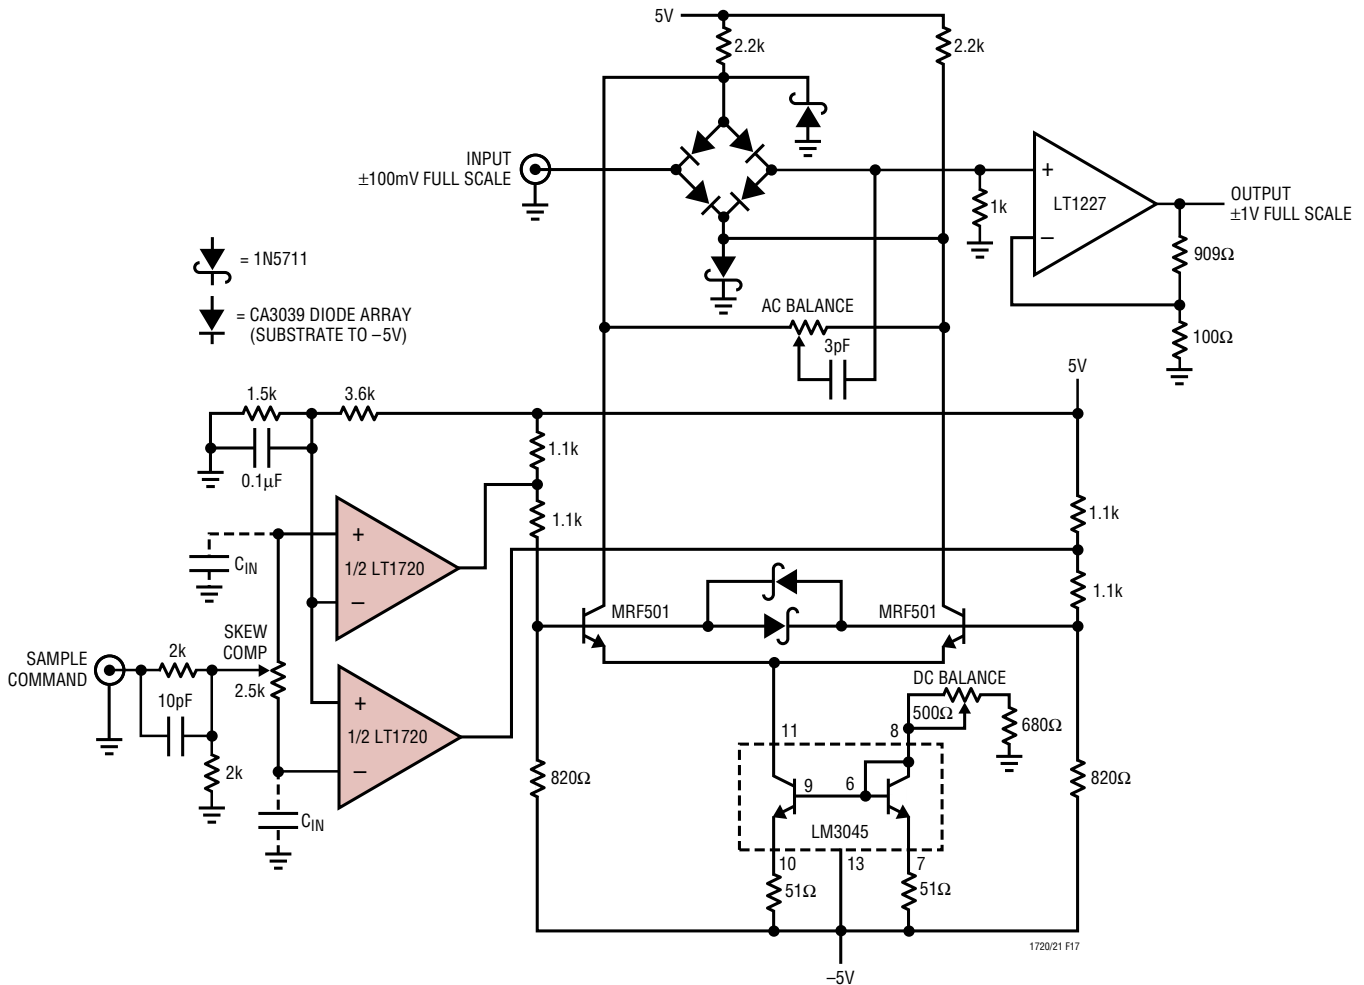 5V
2.2k
2.2k
INPUT
±100mV FULL SCALE
+
–
LT1227
1k
OUTPUT
±1V FULL SCALE
909Ω
100Ω
= 1N5711
= CA3039 DIODE ARRAY
(SUBSTRATE TO –5V)
AC BALANCE
3pF
5V
1.5k
3.6k
0.1µF
1.1k
1.1k
1.1k
1.1k
+
–
1/2 LT1720
CIN
SKEW
COMP
2.5k
SAMPLE
COMMAND
2k
10pF
2k
+
–
1/2 LT1720
CIN
MRF501
MRF501
DC BALANCE
500Ω
680Ω
11
8
9
6
LM3045
10
13
7
51Ω
51Ω
820Ω
820Ω
–5V
1720/21 F17